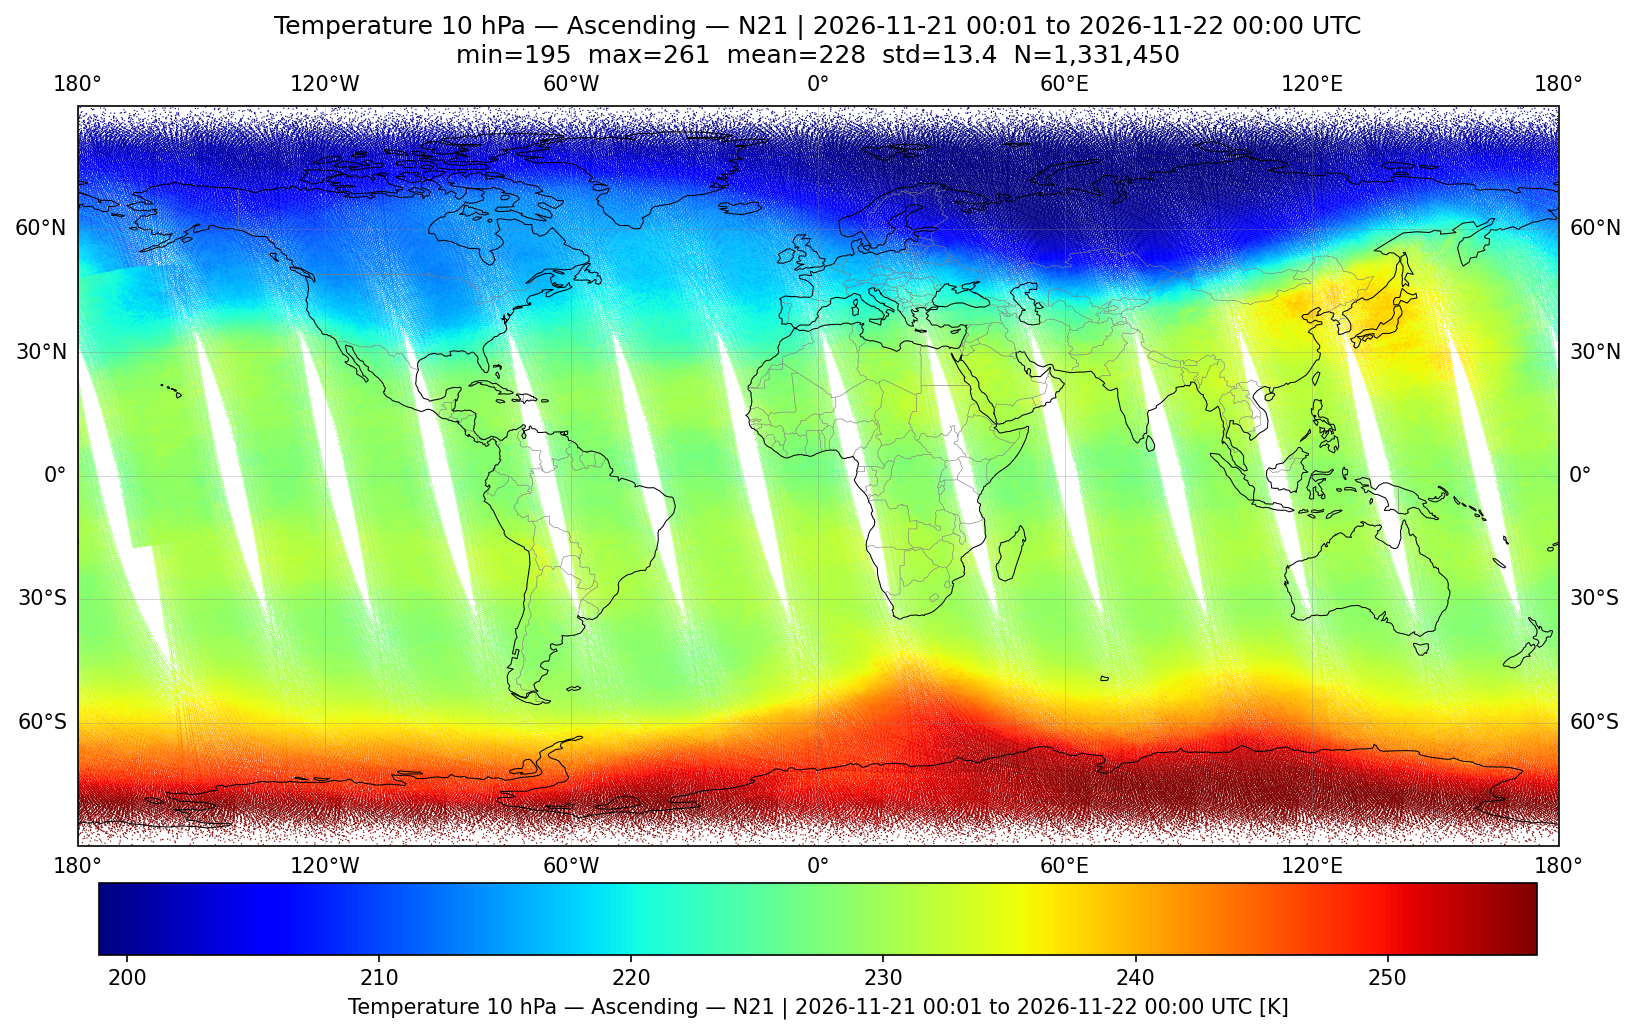 Temperature 10 hPa — Ascending — N21 | 2026-11-21 00:01 to 2026-11-22 00:00 UTC
min=195  max=261  mean=228  std=13.4  N=1,331,450
180° 120°W 60°W 0° 60°E 120°E 180°
60°N 60°N
30°N 30°N
0° 0°
30°S 30°S
60°S 60°S
180° 120°W 60°W 0° 60°E 120°E 180°
200 210 220 230 240 250
Temperature 10 hPa — Ascending — N21 | 2026-11-21 00:01 to 2026-11-22 00:00 UTC [K]